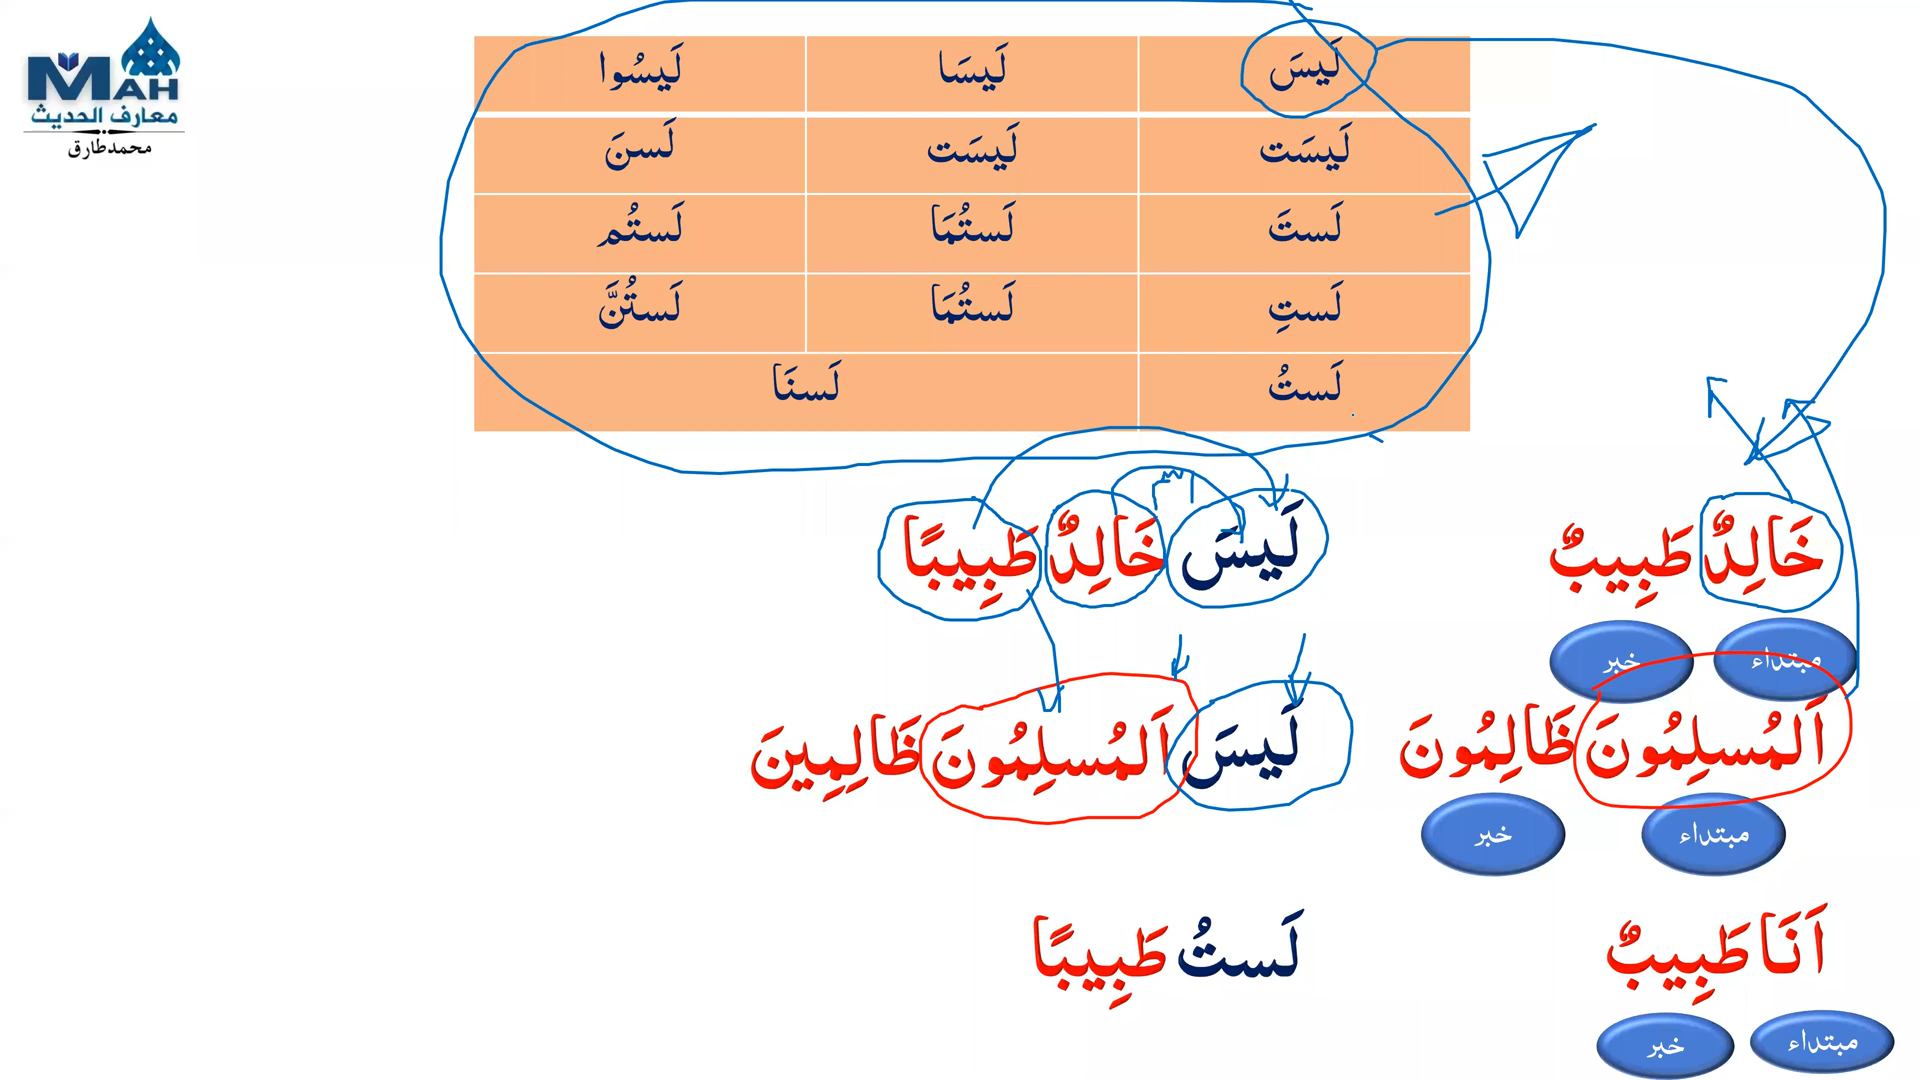 MAH
معارف الحديث
محمدطارق
لَيسَ لَيسَا لَيسُوا
لَيسَت لَيسَت لَسنَ
لَستَ لَستُمَا لَستُم
لَستِ لَستُمَا لَستُنَّ
لَستُ لَسنَا
خَالِدٌ طَبِيبٌ لَيسَ خَالِدٌ طَبِيبًا
مبتداء خبر
اَلمُسلِمُونَ ظَالِمُونَ لَيسَ اَلمُسلِمُونَ ظَالِمِينَ
مبتداء خبر
اَنَا طَبِيبٌ لَستُ طَبِيبًا
مبتداء خبر